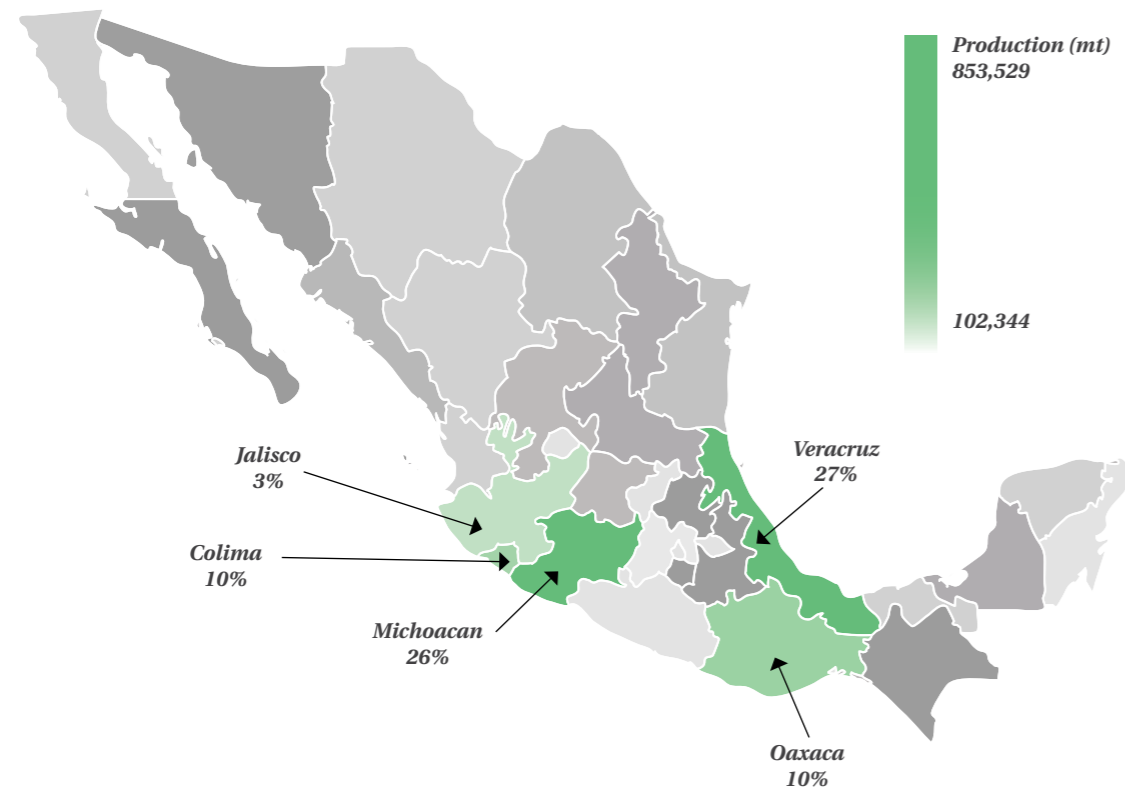 Production (mt)
853,529
102,344
Jalisco
3%
Veracruz
27%
Colima
10%
Michoacan
26%
Oaxaca
10%